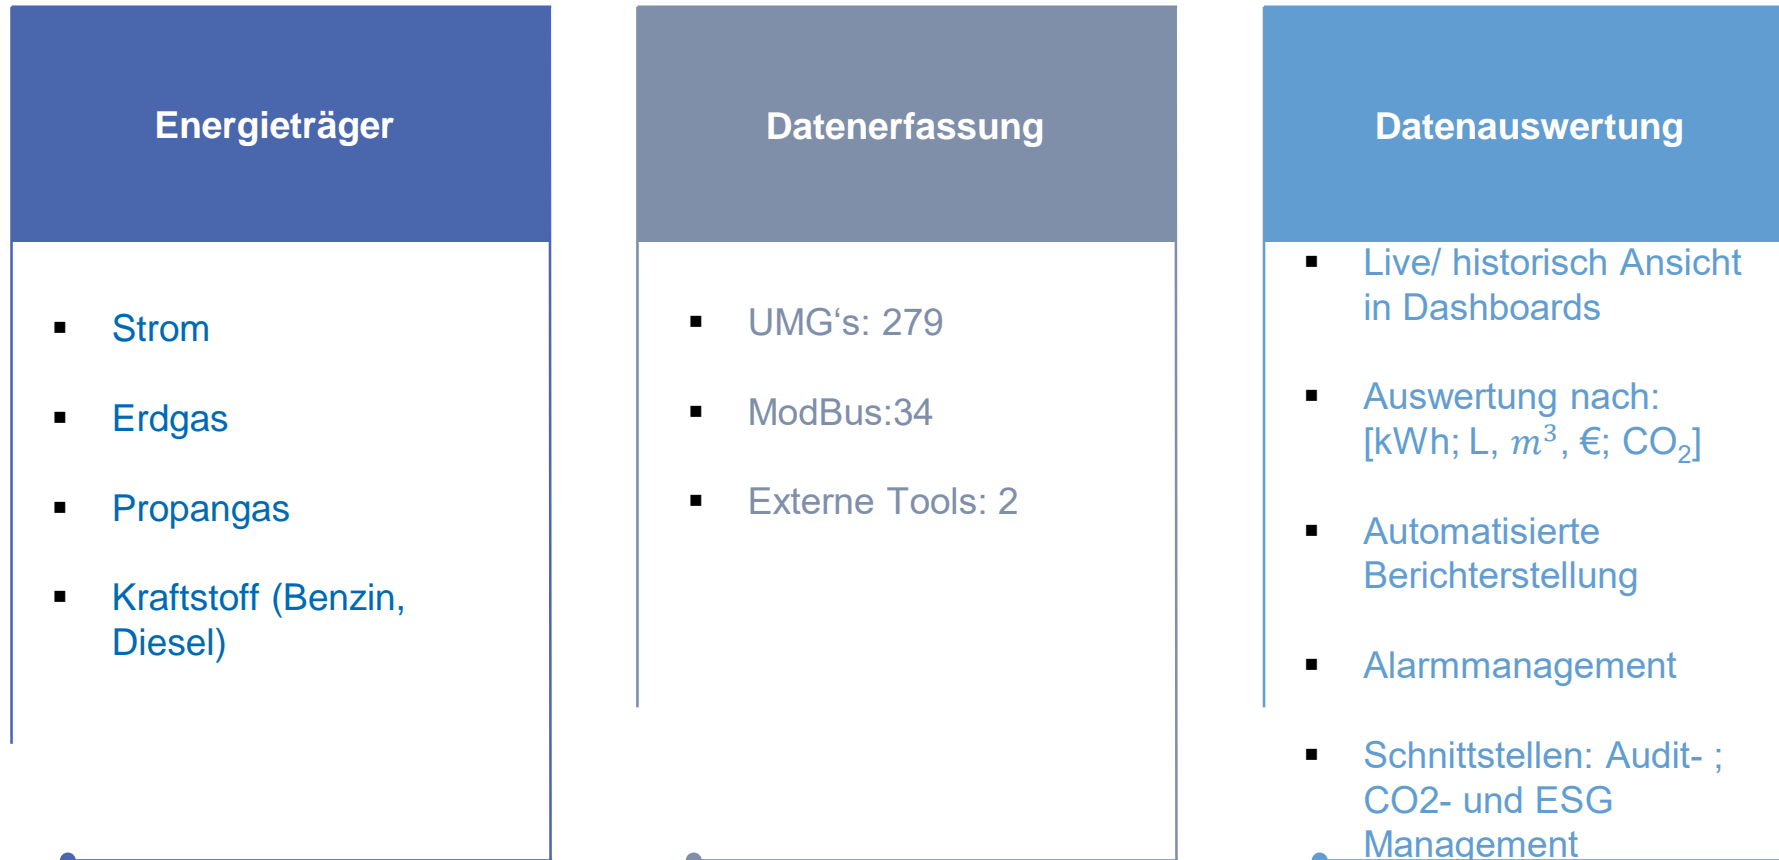 Energieträger
▪ Strom
▪ Erdgas
▪ Propangas
▪ Kraftstoff (Benzin,
Diesel)
Datenerfassung
▪ UMG‘s: 279
▪ ModBus:34
▪ Externe Tools: 2
Datenauswertung
▪ Live/ historisch Ansicht
in Dashboards
▪ Auswertung nach:
[kWh; L, m³, €; CO₂]
▪ Automatisierte
Berichterstellung
▪ Alarmmanagement
▪ Schnittstellen: Audit- ;
CO2- und ESG
Management